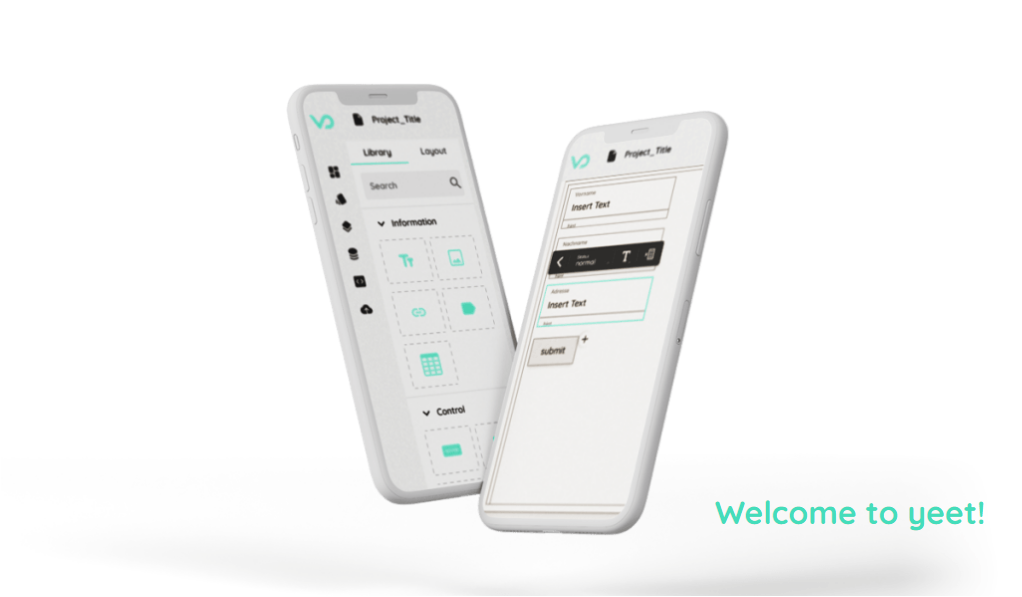 Project_Title
Library
Layout
Search
Information
Control
Project_Title
Vorname
Insert Text
Nachname
normal
T
Adresse
Insert Text
submit
Welcome to yeet!